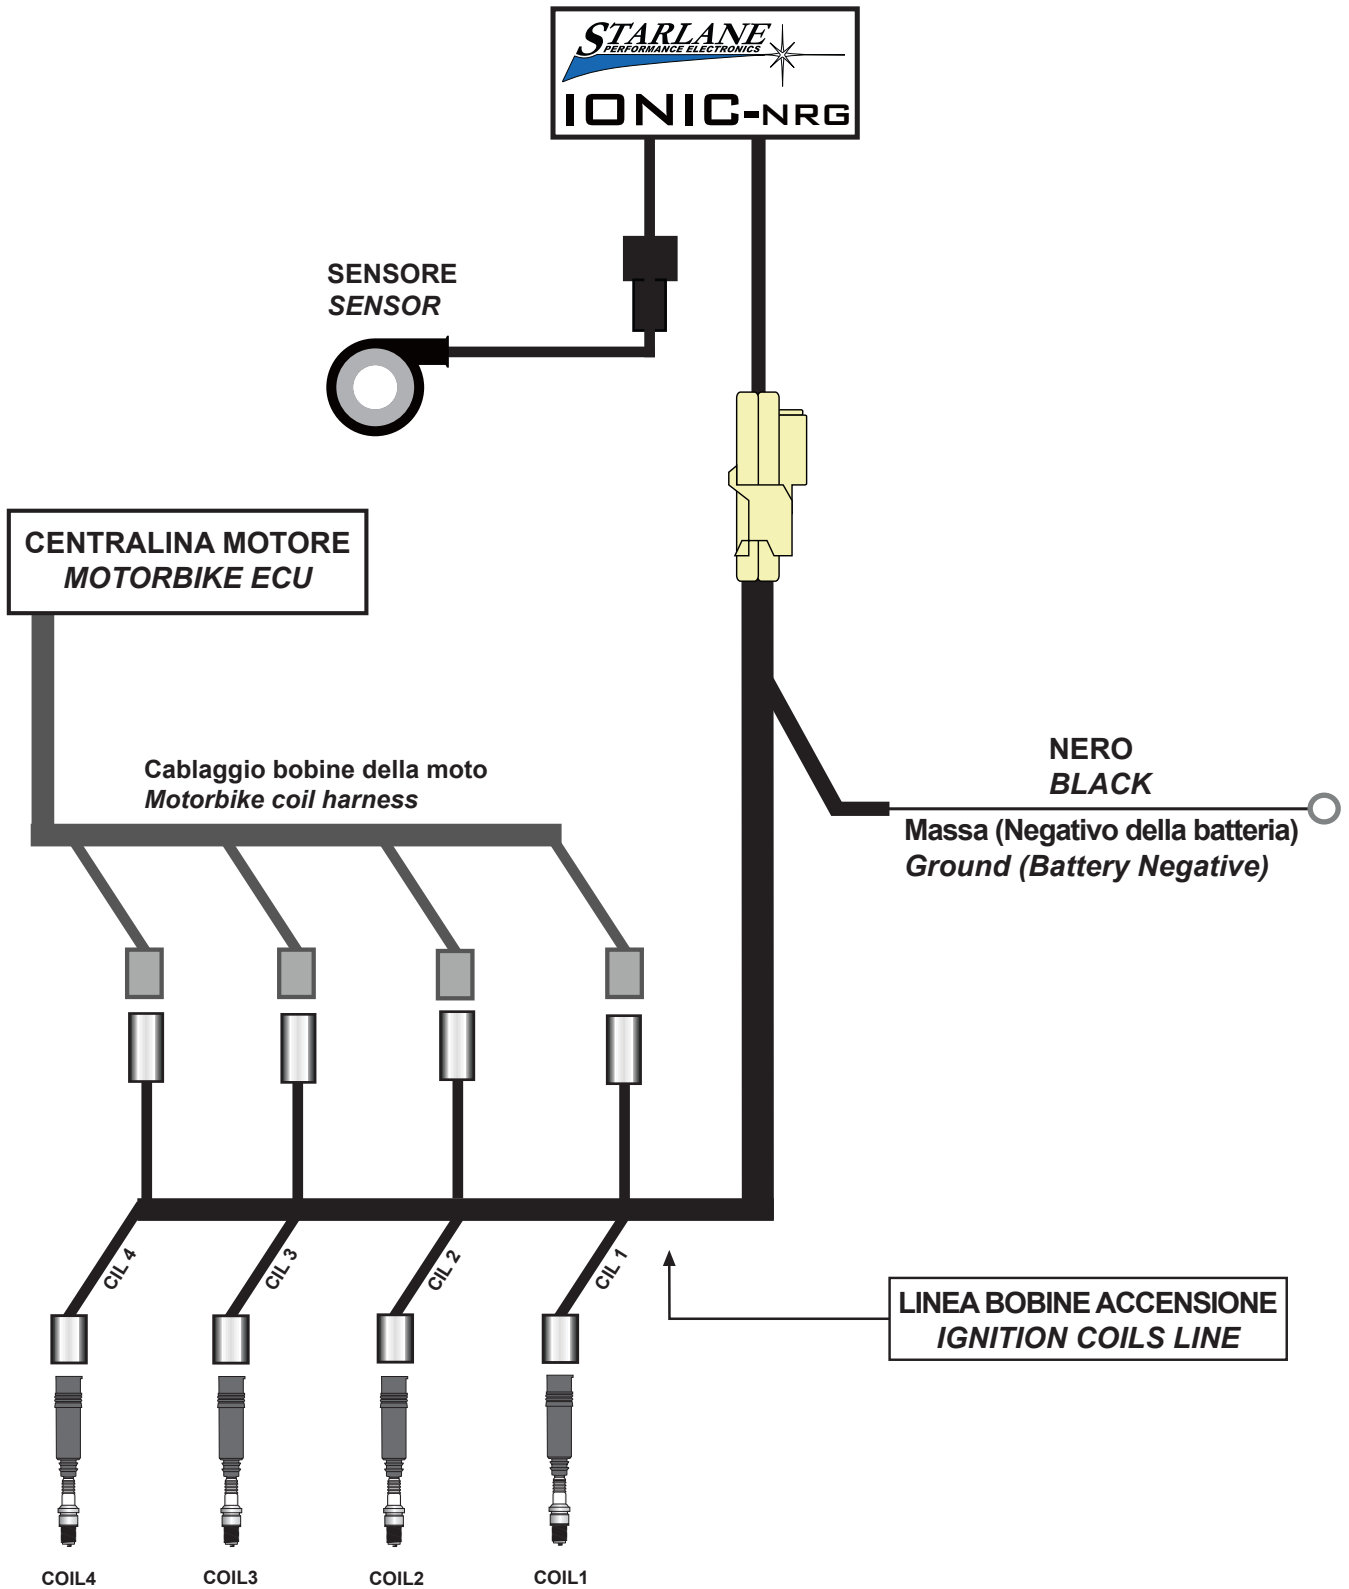 STARLANE
PERFORMANCE ELECTRONICS
IONIC-NRG
SENSORE
SENSOR
CENTRALINA MOTORE
MOTORBIKE ECU
Cablaggio bobine della moto
Motorbike coil harness
NERO
BLACK
Massa (Negativo della batteria)
Ground (Battery Negative)
CIL 4
CIL 3
CIL 2
CIL 1
LINEA BOBINE ACCENSIONE
IGNITION COILS LINE
COIL4
COIL3
COIL2
COIL1